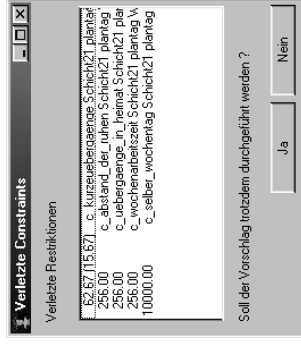 Verletzte Constraints
Verletzte Restriktionen
62.67 (15.67) c_kurzeuebergaenge Schicht21 plantag
256.00 c_abstand_der_ruhen Schicht21 plantag
256.00 c_uebergaenge_in_heimat Schicht21 plar
256.00 c_wochenarbeitszeit Schicht21 plantag W
10000.00 c_selber_wochentag Schicht21 plantag
Soll der Vorschlag trotzdem durchgeführt werden ?
Ja
Nein